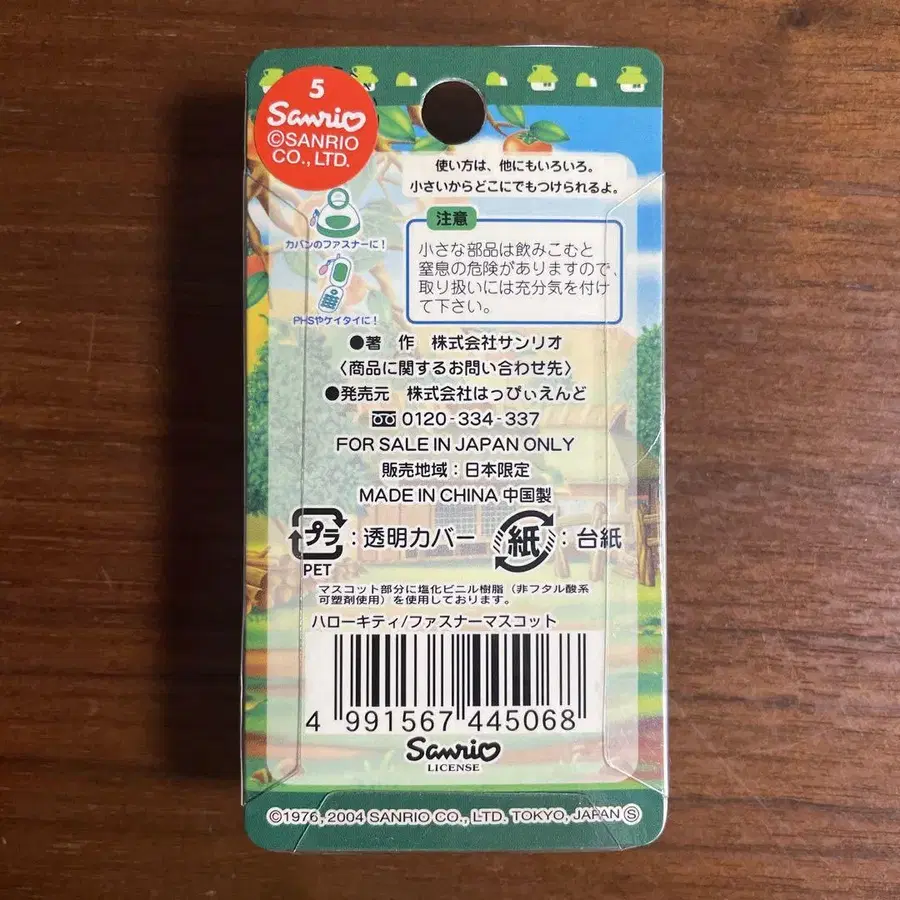 5
Sanrio
©SANRIO
CO., LTD.
使い方は、他にもいろいろ。
小さいからどこにでもつけられるよ。
カバンのファスナーに!
PHSやケイタイに!
注意
小さな部品は飲みこむと
窒息の危険がありますので、
取り扱いには充分気を付け
て下さい。
●著 作 株式会社サンリオ
〈商品に関するお問い合わせ先〉
●発売元 株式会社はっぴぃえんど
0120-334-337
FOR SALE IN JAPAN ONLY
販売地域：日本限定
MADE IN CHINA 中国製
プラ：透明カバー 紙：台紙
PET
マスコット部分に塩化ビニル樹脂（非フタル酸系
可塑剤使用）を使用しております。
ハローキティ/ファスナーマスコット
4 991567 445068
Sanrio
LICENSE
©1976, 2004 SANRIO CO., LTD. TOKYO, JAPAN Ⓢ